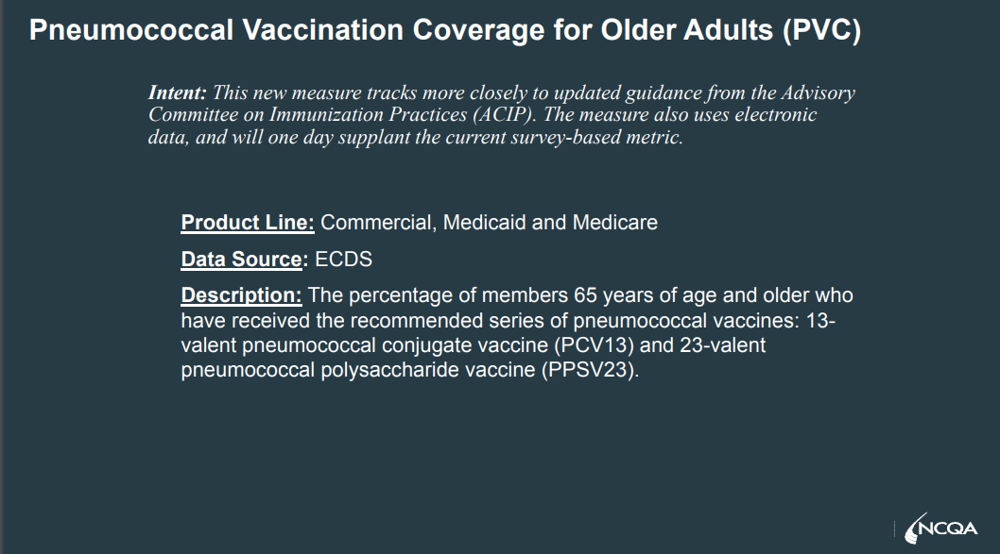 Pneumococcal Vaccination Coverage for Older Adults (PVC)
Intent: This new measure tracks more closely to updated guidance from the Advisory
Committee on Immunization Practices (ACIP). The measure also uses electronic
data, and will one day supplant the current survey-based metric.
Product Line: Commercial, Medicaid and Medicare
Data Source: ECDS
Description: The percentage of members 65 years of age and older who
have received the recommended series of pneumococcal vaccines: 13-
valent pneumococcal conjugate vaccine (PCV13) and 23-valent
pneumococcal polysaccharide vaccine (PPSV23).
NCQA